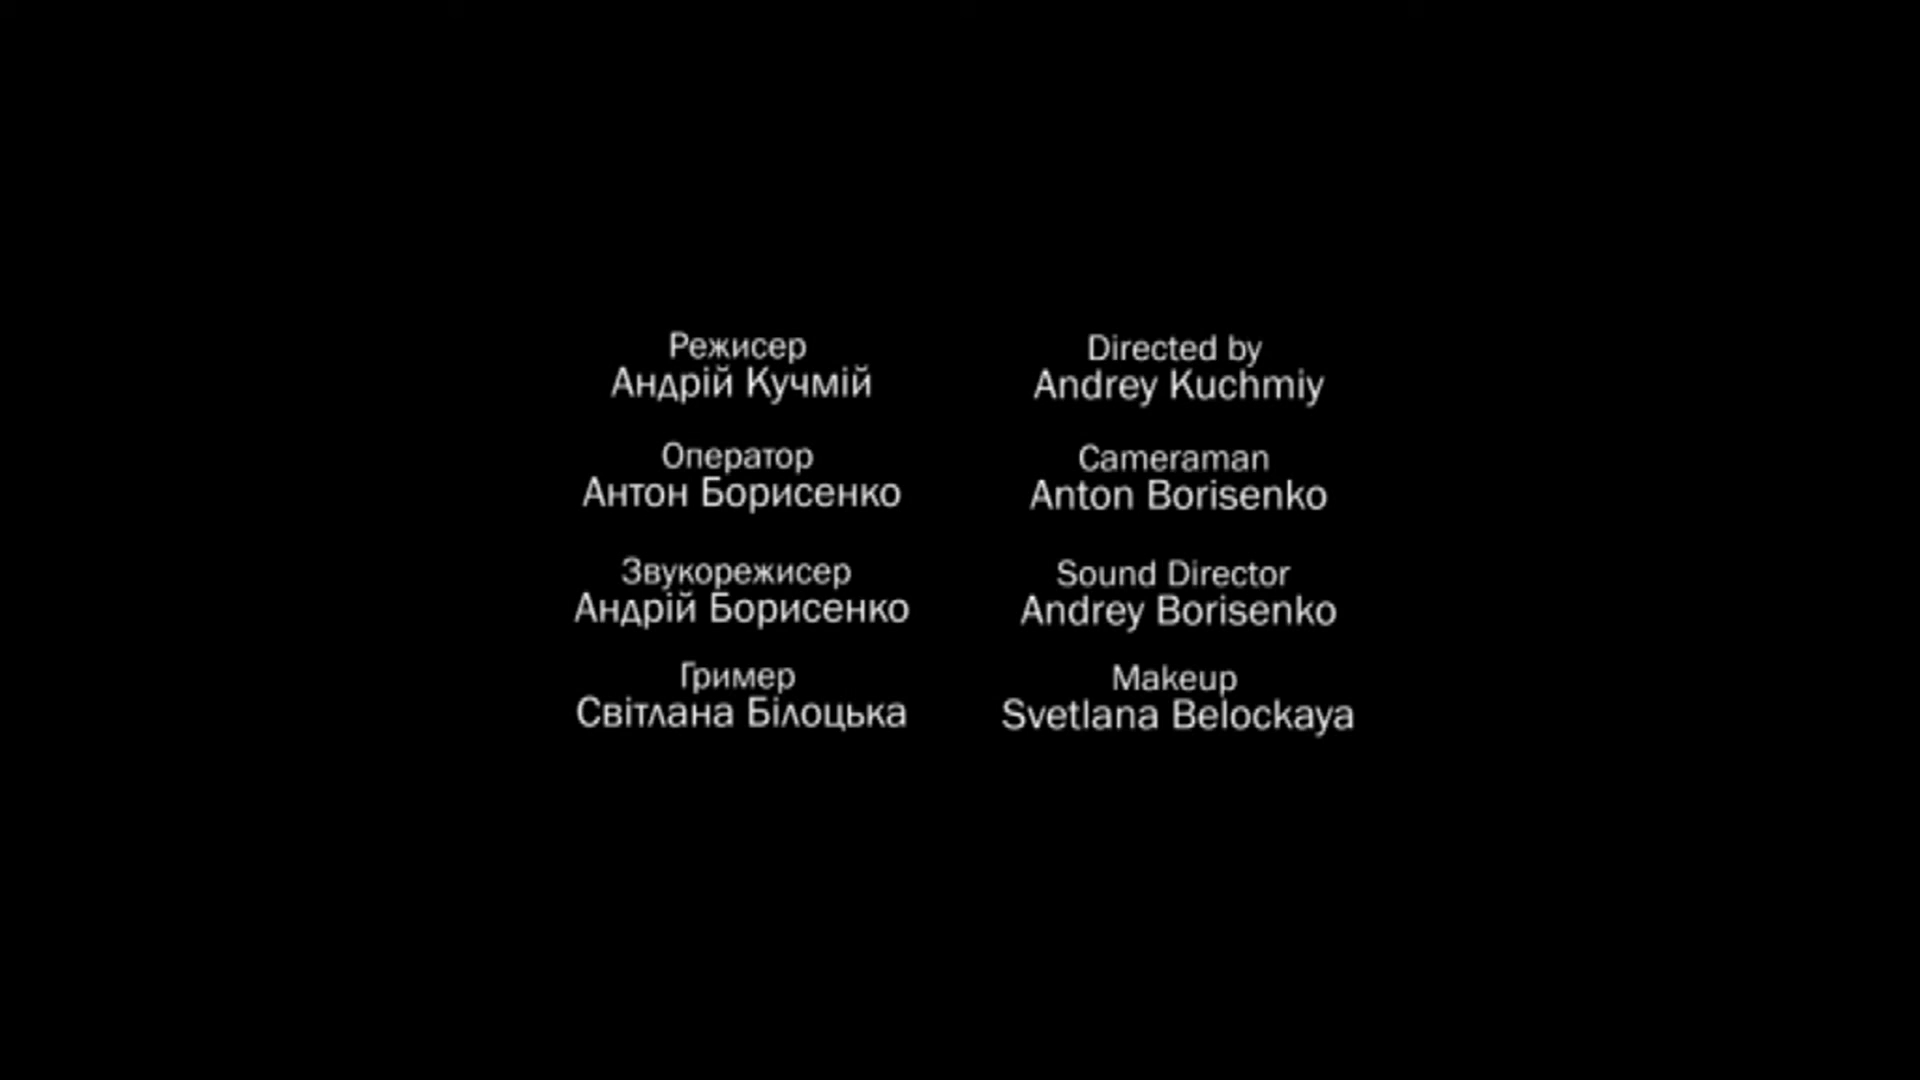 Режисер
Андрій Кучмій
Оператор
Антон Борисенко
Звукорежисер
Андрій Борисенко
Гример
Світлана Білоцька
Directed by
Andrey Kuchmiy
Cameraman
Anton Borisenko
Sound Director
Andrey Borisenko
Makeup
Svetlana Belockaya